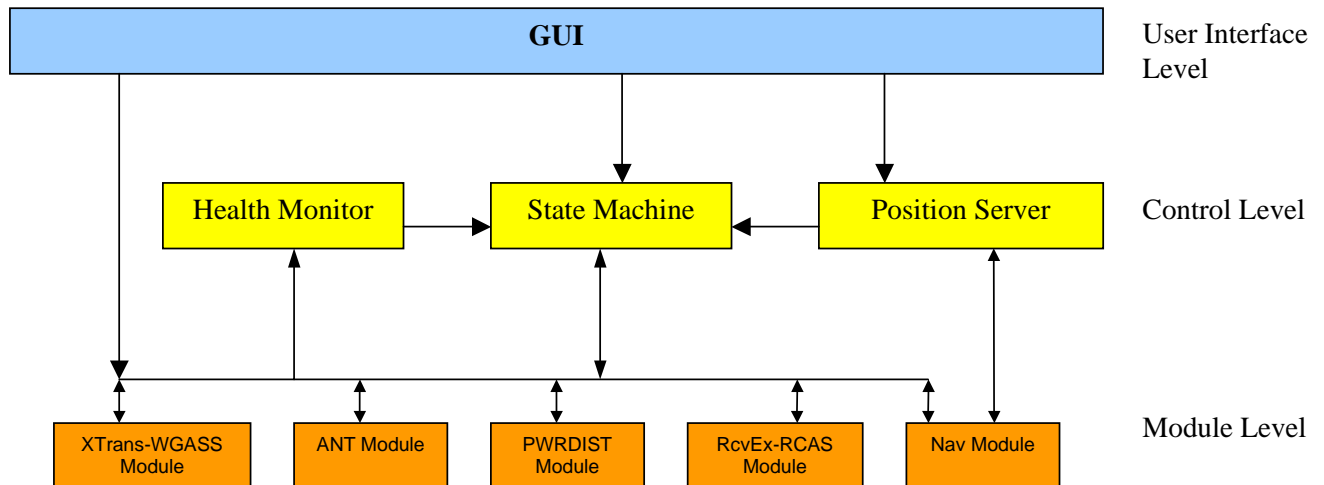 GUI
User Interface
Level
Health Monitor
State Machine
Position Server
Control Level
XTrans-WGASS
Module
ANT Module
PWRDIST
Module
RcvEx-RCAS
Module
Nav Module
Module Level